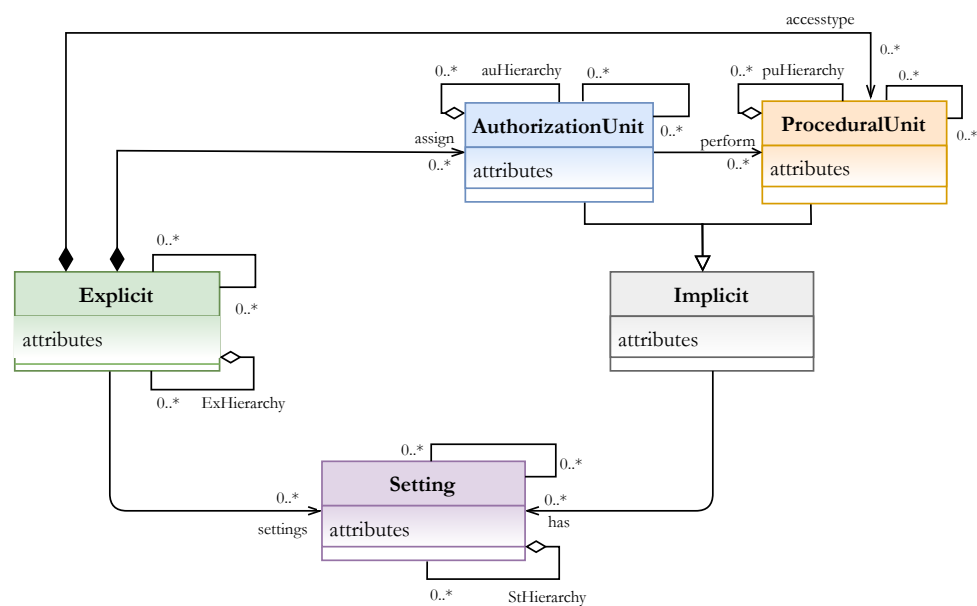 accesstype
0..*
0..*
auHierarchy
0..*
0..*
puHierarchy
0..*
AuthorizationUnit
0..*
ProceduralUnit
0..*
assign
0..*
perform
0..*
attributes
attributes
0..*
Explicit
0..*
Implicit
attributes
attributes
0..*
ExHierarchy
0..*
Setting
0..*
0..*
settings
0..*
has
attributes
0..*
StHierarchy